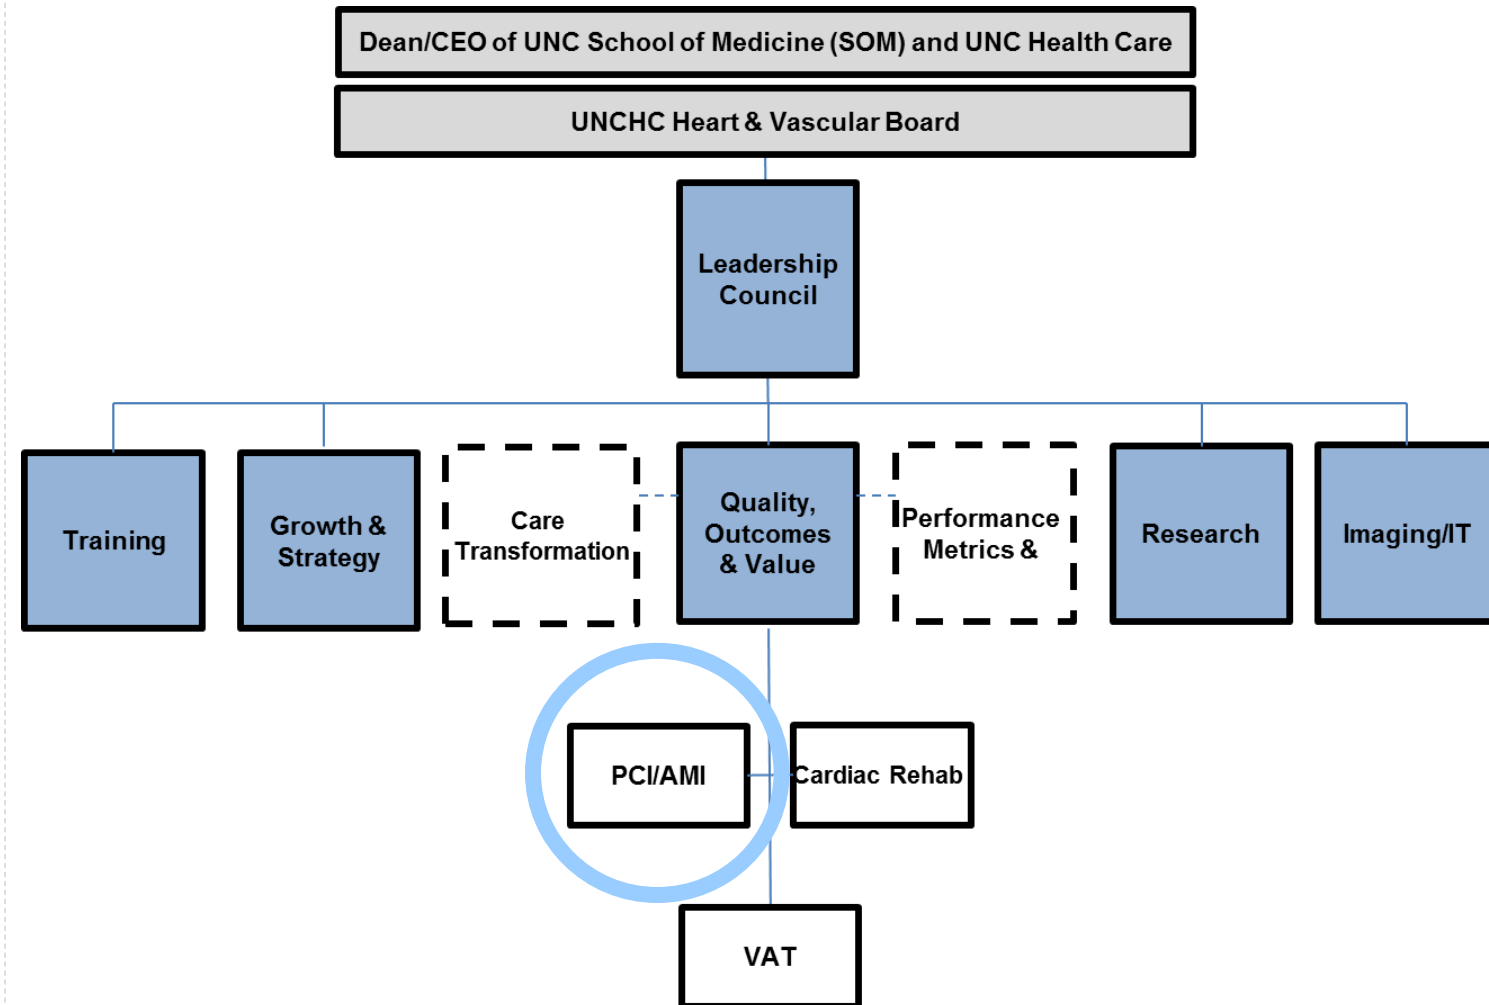 Dean/CEO of UNC School of Medicine (SOM) and UNC Health Care
UNCHC Heart & Vascular Board
Leadership
Council
Training
Growth &
Strategy
Care
Transformation
Quality,
Outcomes
& Value
Performance
Metrics &
Research
Imaging/IT
PCI/AMI
Cardiac Rehab
VAT